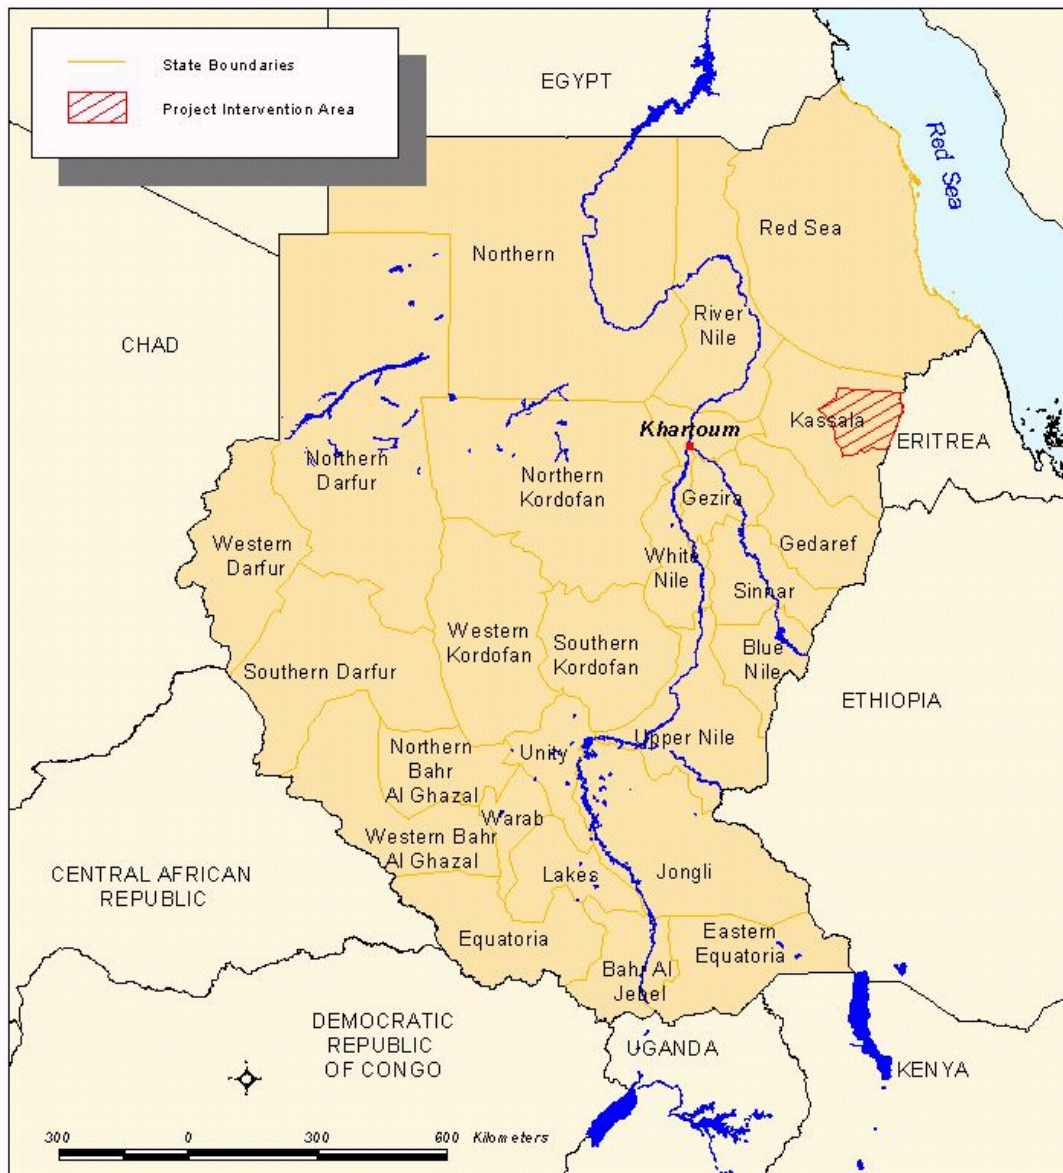 State Boundaries
Project Intervention Area
EGYPT
Red Sea
Red Sea
Northern
River
Nile
CHAD
Kassala
Khartoum
ERITREA
Northern
Darfur
Northern
Kordofan
Gezira
Western
Darfur
White
Nile
Gedaref
Sinnar
Western
Kordofan
Southern
Kordofan
Blue
Nile
Southern Darfur
ETHIOPIA
Northern
Bahr
Al Ghazal
Unity
Upper Nile
Warab
Western Bahr
Al Ghazal
CENTRAL AFRICAN
REPUBLIC
Lakes
Jongli
Equatoria
Eastern
Equatoria
Bahr Al
Jebel
DEMOCRATIC
REPUBLIC
OF CONGO
UGANDA
KENYA
300 0 300 600 Kilometers